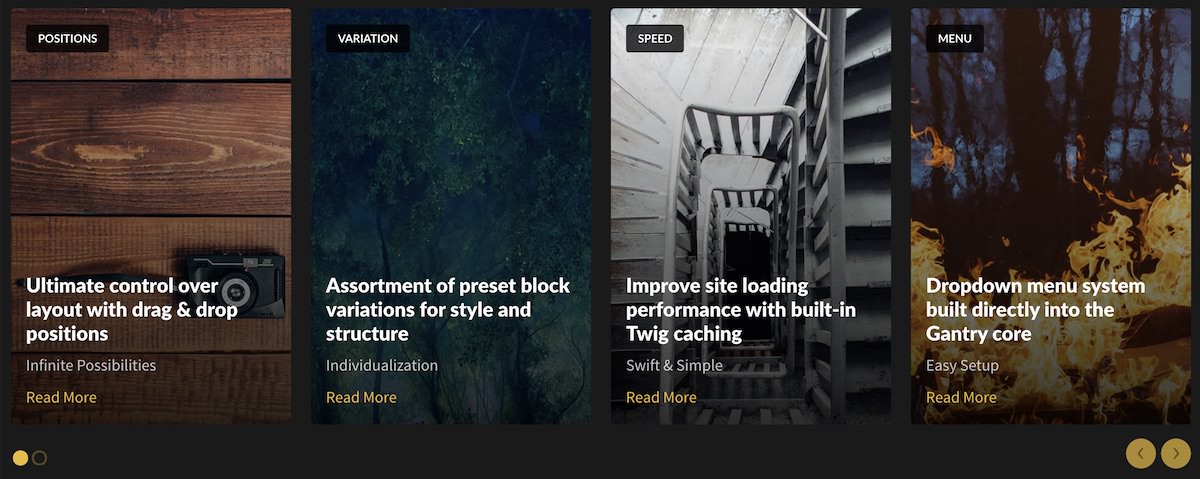 POSITIONS
Ultimate control over
layout with drag & drop
positions
Infinite Possibilities
Read More
VARIATION
Assortment of preset block
variations for style and
structure
Individualization
Read More
SPEED
Improve site loading
performance with built-in
Twig caching
Swift & Simple
Read More
MENU
Dropdown menu system
built directly into the
Gantry core
Easy Setup
Read More